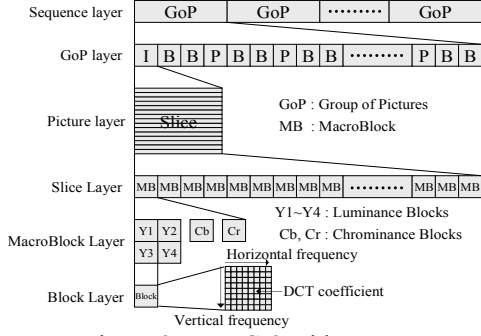 Sequence layer GoP GoP ········· GoP
GoP layer I B B P B B P B B ········· P B B
Picture layer Slice
GoP : Group of Pictures
MB : MacroBlock
Slice Layer MB MB MB MB MB MB MB MB MB ········· MB MB MB
Y1~Y4 : Luminance Blocks
Cb, Cr : Chrominance Blocks
MacroBlock Layer Y1 Y2 Cb Cr
Y3 Y4
Horizontal frequency
Block Layer Block DCT coefficient
Vertical frequency